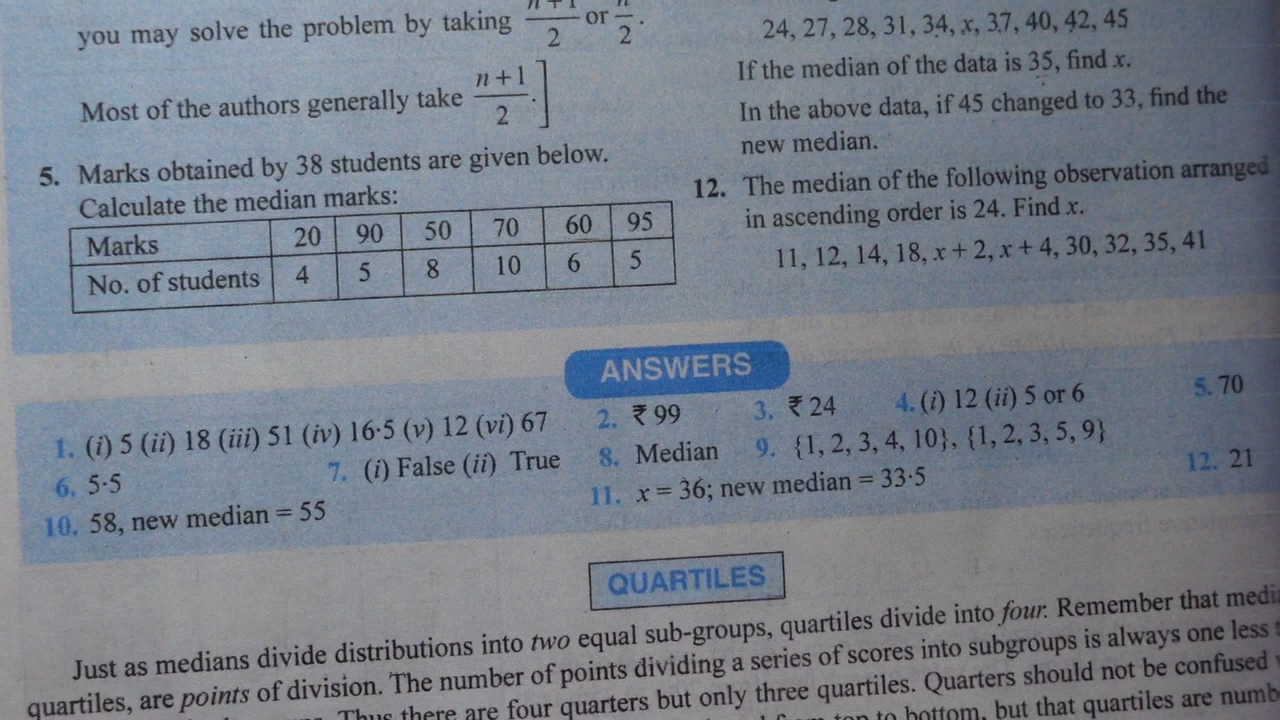 you may solve the problem by taking n + 1 / 2 or n / 2.
Most of the authors generally take n + 1 / 2 .]
5. Marks obtained by 38 students are given below.
Calculate the median marks:
Marks 20 90 50 70 60 95
No. of students 4 5 8 10 6 5
24, 27, 28, 31, 34, x, 37, 40, 42, 45
If the median of the data is 35, find x.
In the above data, if 45 changed to 33, find the
new median.
12. The median of the following observation arranged
in ascending order is 24. Find x.
11, 12, 14, 18, x + 2, x + 4, 30, 32, 35, 41
ANSWERS
1. (i) 5 (ii) 18 (iii) 51 (iv) 16·5 (v) 12 (vi) 67 2. ₹ 99 3. ₹ 24 4. (i) 12 (ii) 5 or 6 5. 70
6. 5·5 7. (i) False (ii) True 8. Median 9. {1, 2, 3, 4, 10}, {1, 2, 3, 5, 9}
10. 58, new median = 55 11. x = 36; new median = 33·5 12. 21
QUARTILES
Just as medians divide distributions into two equal sub-groups, quartiles divide into four. Remember that
quartiles, are points of division. The number of points dividing a series of scores into subgroups is always one less
Thus there are four quarters but only three quartiles. Quarters should not be confused
to bottom, but that quartiles are